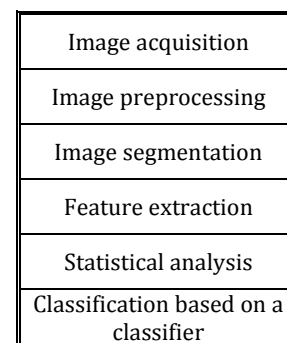 Image acquisition
Image preprocessing
Image segmentation
Feature extraction
Statistical analysis
Classification based on a
classifier